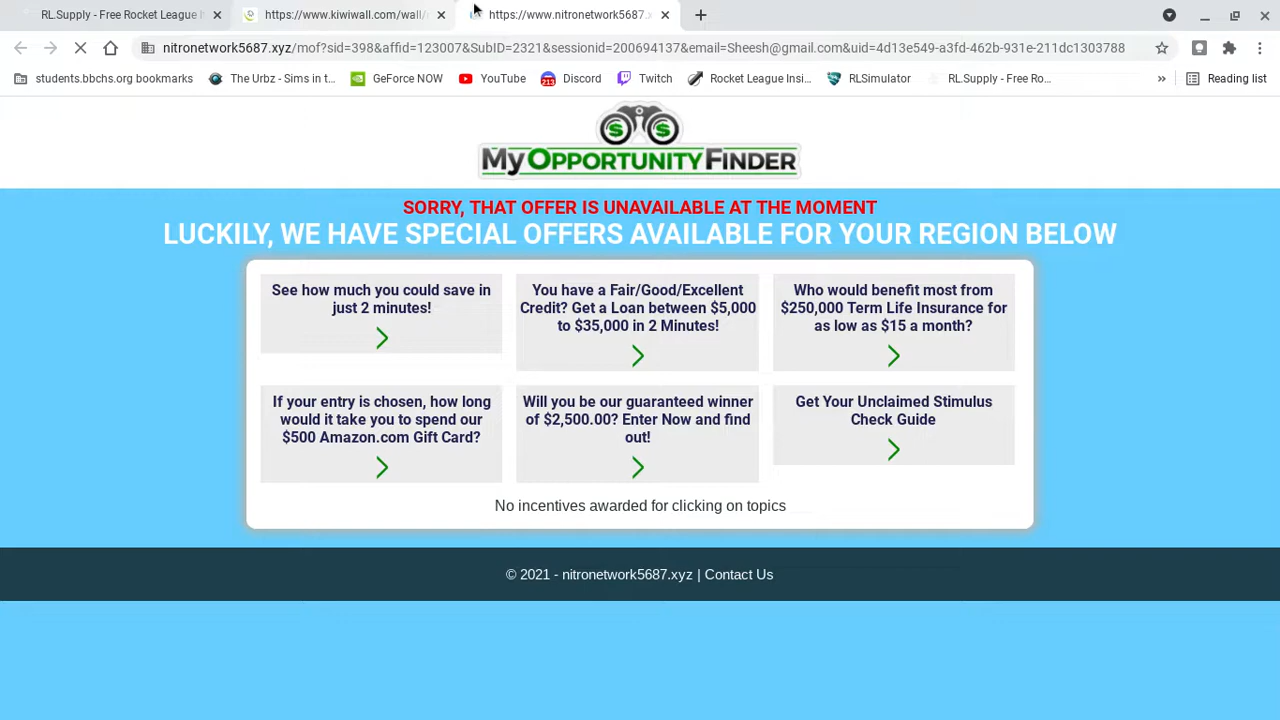 RL.Supply - Free Rocket League I
https://www.kiwiwall.com/wall/
https://www.nitronetwork5687.x
nitronetwork5687.xyz/mof?sid=398&affid=123007&SubID=2321&sessionid=200694137&email=Sheesh@gmail.com&uid=4d13e549-a3fd-462b-931e-211dc1303788
students.bbchs.org bookmarks
The Urbz - Sims in t...
GeForce NOW
YouTube
213
Discord
Twitch
Rocket League Insi...
RLSimulator
RL.Supply - Free Ro...
»
Reading list
MY OPPORTUNITY FINDER
SORRY, THAT OFFER IS UNAVAILABLE AT THE MOMENT
LUCKILY, WE HAVE SPECIAL OFFERS AVAILABLE FOR YOUR REGION BELOW
See how much you could save in
just 2 minutes!
You have a Fair/Good/Excellent
Credit? Get a Loan between $5,000
to $35,000 in 2 Minutes!
Who would benefit most from
$250,000 Term Life Insurance for
as low as $15 a month?
If your entry is chosen, how long
would it take you to spend our
$500 Amazon.com Gift Card?
Will you be our guaranteed winner
of $2,500.00? Enter Now and find
out!
Get Your Unclaimed Stimulus
Check Guide
No incentives awarded for clicking on topics
© 2021 - nitronetwork5687.xyz | Contact Us